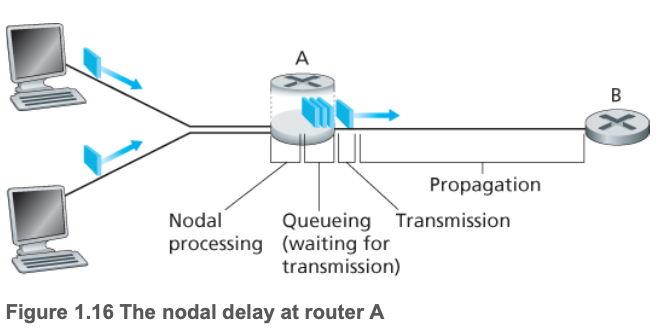 A
B
Propagation
Nodal
processing
Queueing
(waiting for
transmission)
Transmission
Figure 1.16 The nodal delay at router A